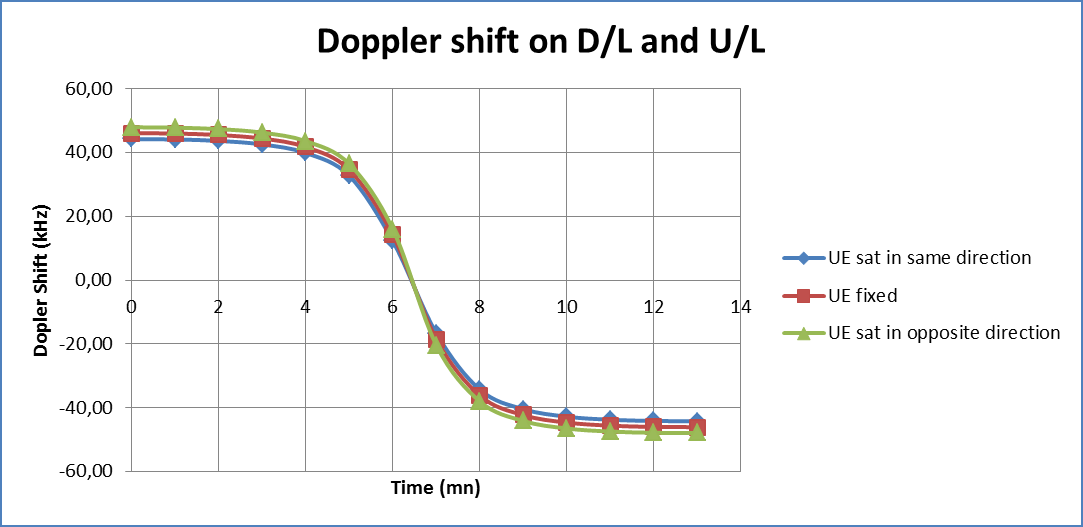 Doppler shift on D/L and U/L
60,00
40,00
20,00
0,00
-20,00
-40,00
-60,00
0 2 4 6 8 10 12 14
Dopler Shift (kHz)
Time (mn)
UE sat in same direction
UE fixed
UE sat in opposite direction